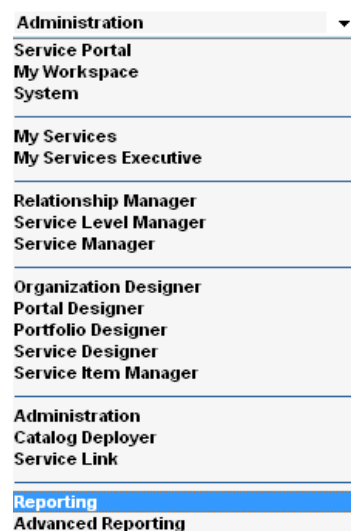 Administration
Service Portal
My Workspace
System
My Services
My Services Executive
Relationship Manager
Service Level Manager
Service Manager
Organization Designer
Portal Designer
Portfolio Designer
Service Designer
Service Item Manager
Administration
Catalog Deployer
Service Link
Reporting
Advanced Reporting